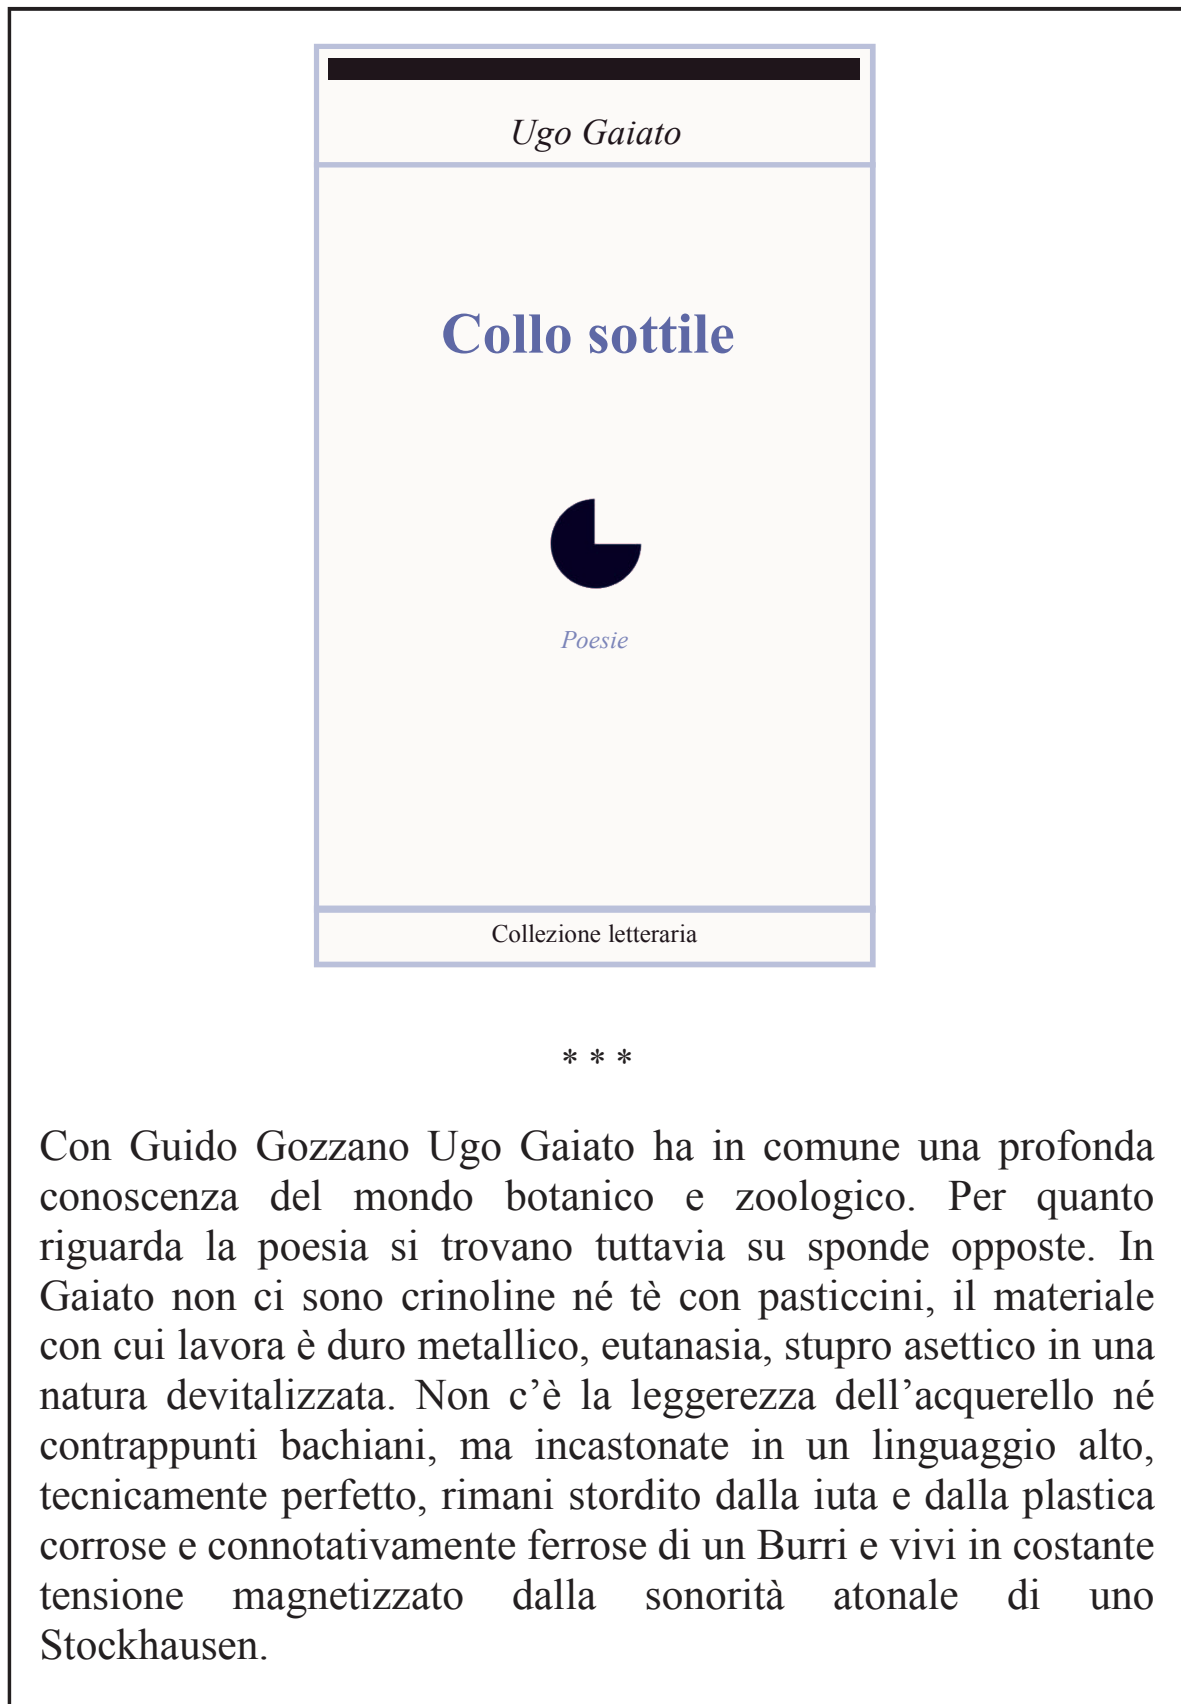 Ugo Gaiato
Collo sottile
Poesie
Collezione letteraria
* * *
Con Guido Gozzano Ugo Gaiato ha in comune una profonda
conoscenza del mondo botanico e zoologico. Per quanto
riguarda la poesia si trovano tuttavia su sponde opposte. In
Gaiato non ci sono crinoline né tè con pasticcini, il materiale
con cui lavora è duro metallico, eutanasia, stupro asettico in una
natura devitalizzata. Non c’è la leggerezza dell’acquerello né
contrappunti bachiani, ma incastonate in un linguaggio alto,
tecnicamente perfetto, rimani stordito dalla iuta e dalla plastica
corrose e connotativamente ferrose di un Burri e vivi in costante
tensione magnetizzato dalla sonorità atonale di uno
Stockhausen.